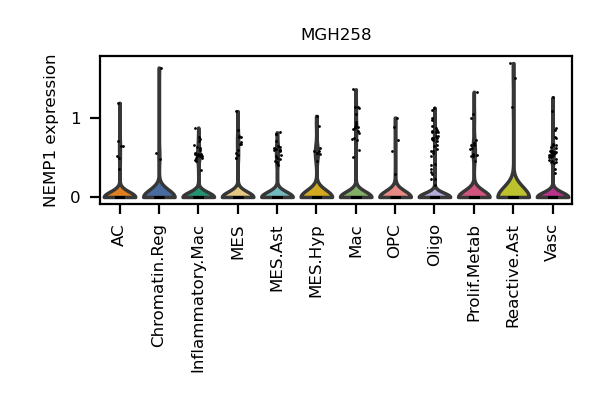 MGH258
NEMP1 expression
1
0
AC
Chromatin.Reg
Inflammatory.Mac
MES
MES.Ast
MES.Hyp
Mac
OPC
Oligo
Prolif.Metab
Reactive.Ast
Vasc